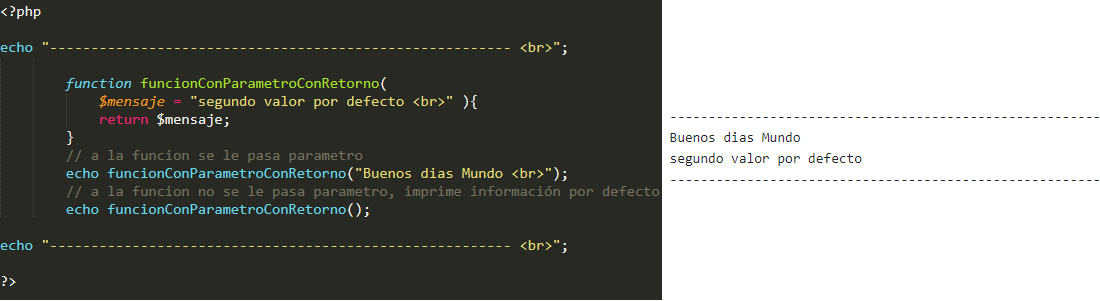 <?php
echo "-------------------------------------------------------- <br>";
function funcionConParametroConRetorno(
$mensaje = "segundo valor por defecto <br>" ){
return $mensaje;
}
// a la funcion se le pasa parametro
echo funcionConParametroConRetorno("Buenos dias Mundo <br>");
// a la funcion no se le pasa parametro, imprime información por defecto
echo funcionConParametroConRetorno();
echo "-------------------------------------------------------- <br>";
?>
--------------------------------------------------------
Buenos dias Mundo
segundo valor por defecto
--------------------------------------------------------